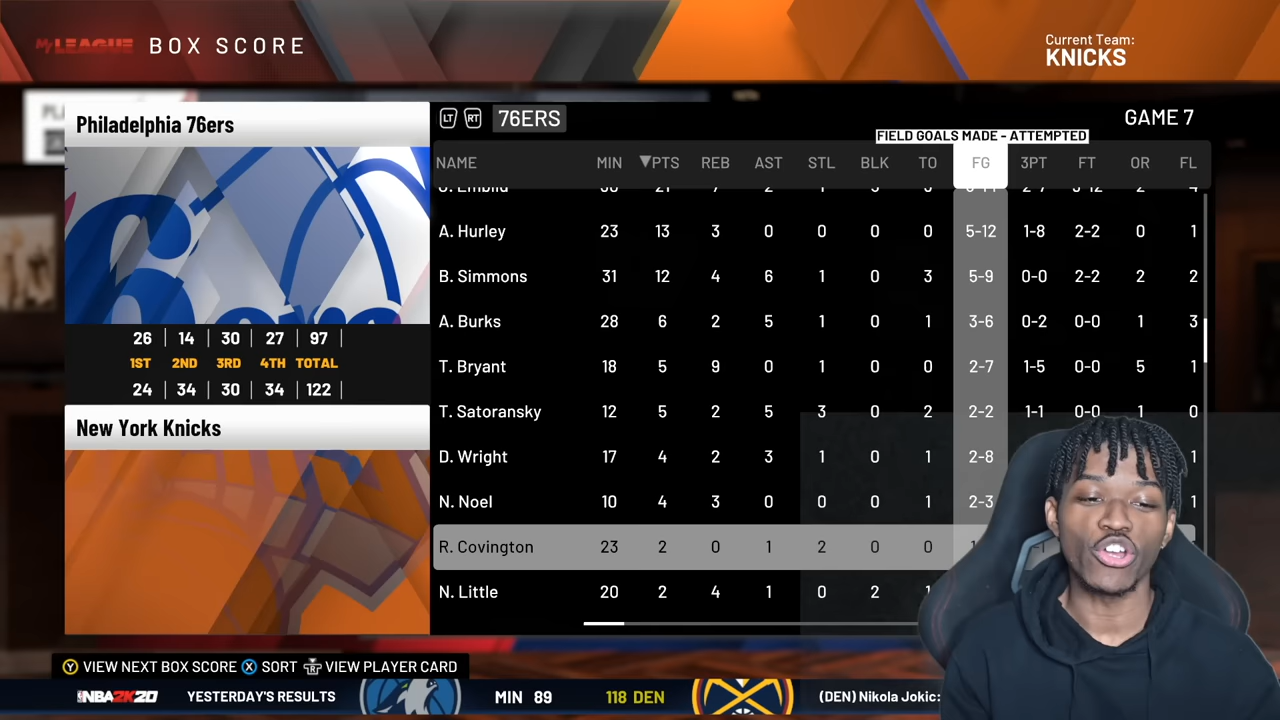 MyLEAGUE BOX SCORE
Current Team:
KNICKS
Philadelphia 76ers
26 | 14 | 30 | 27 | 97 |
1ST 2ND 3RD 4TH TOTAL
24 | 34 | 30 | 34 | 122 |
New York Knicks
LT RT 76ERS GAME 7
FIELD GOALS MADE - ATTEMPTED
NAME MIN ▼PTS REB AST STL BLK TO FG 3PT FT OR FL
A. Hurley 23 13 3 0 0 0 0 5-12 1-8 2-2 0 1
B. Simmons 31 12 4 6 1 0 3 5-9 0-0 2-2 2 2
A. Burks 28 6 2 5 1 0 1 3-6 0-2 0-0 1 3
T. Bryant 18 5 9 0 1 0 0 2-7 1-5 0-0 5 1
T. Satoransky 12 5 2 5 3 0 2 2-2 1-1 0-0 1 0
D. Wright 17 4 2 3 1 0 1 2-8 1
N. Noel 10 4 3 0 0 0 1 2-3 1
R. Covington 23 2 0 1 2 0 0
N. Little 20 2 4 1 0 2
Y VIEW NEXT BOX SCORE X SORT R VIEW PLAYER CARD
NBA2K20 YESTERDAY'S RESULTS MIN 89 118 DEN (DEN) Nikola Jokic: